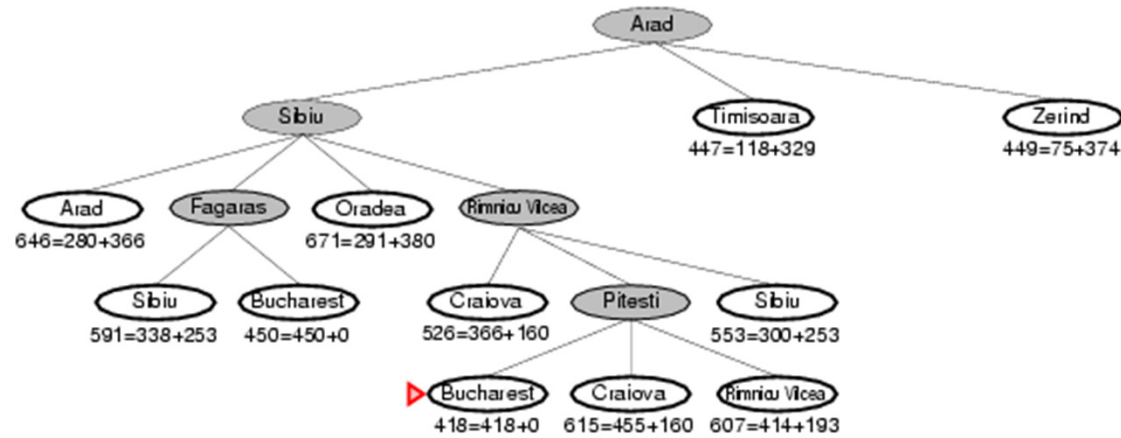 Arad
Sibiu
Timisoara
Zerind
447=118+329
449=75+374
Arad
Fagaras
Oradea
Rimnicu Vilcea
646=280+366
671=291+380
Sibiu
Bucharest
Craiova
Pitesti
Sibiu
591=338+253
450=450+0
526=366+160
553=300+253
Bucharest
Craiova
Rimnicu Vilcea
418=418+0
615=455+160
607=414+193